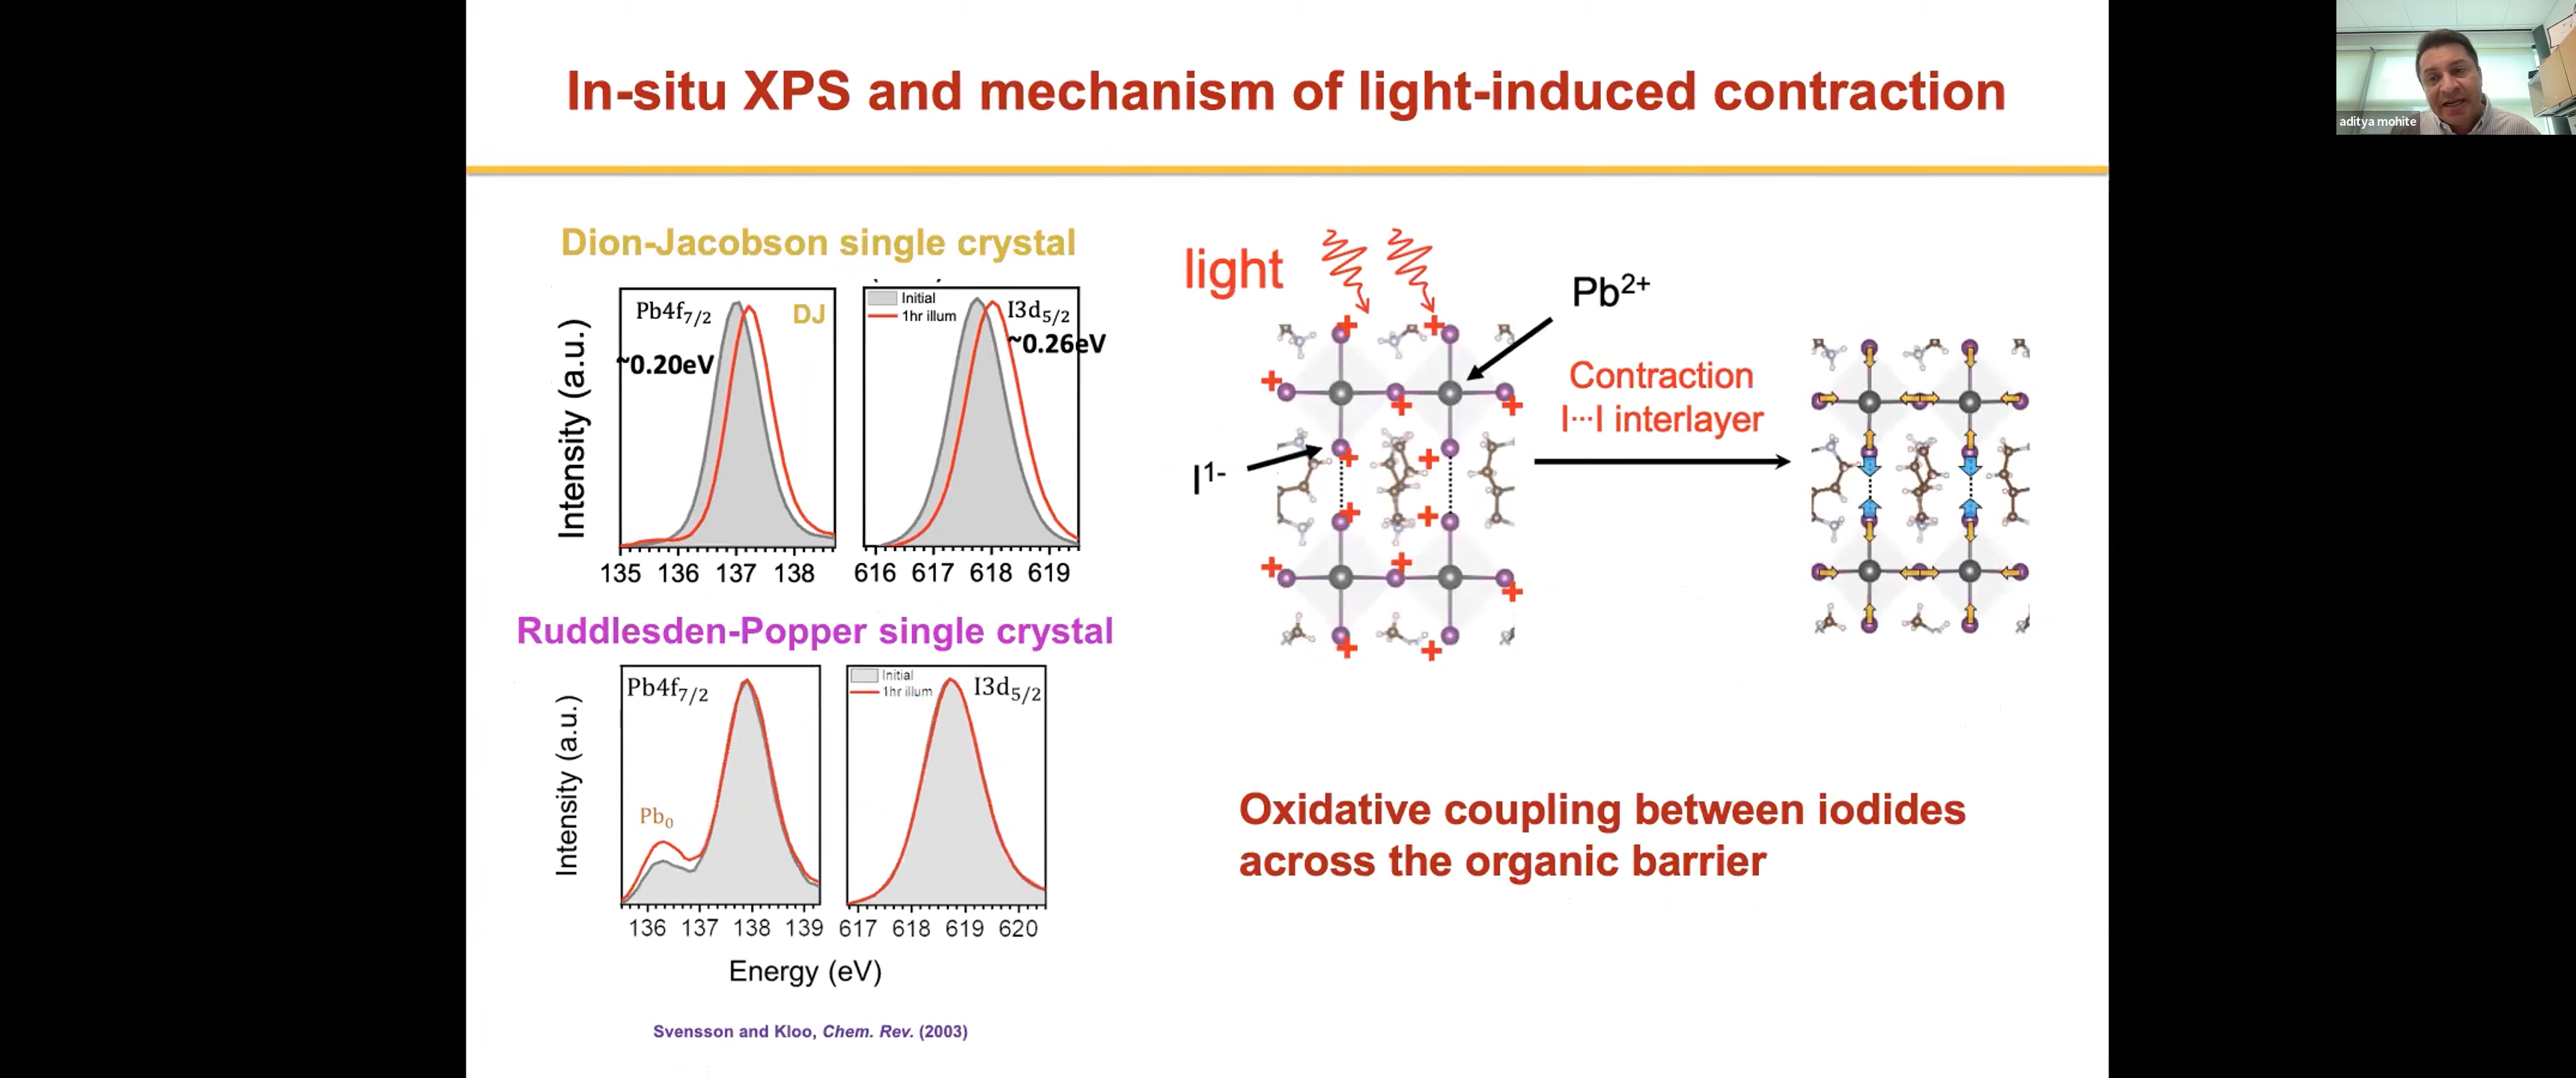 In-situ XPS and mechanism of light-induced contraction
aditya mohite
Dion-Jacobson single crystal
Pb4f7/2
DJ
~0.20eV
Initial
1hr illum
I3d5/2
~0.26eV
Intensity (a.u.)
135 136 137 138
616 617 618 619
Ruddlesden-Popper single crystal
Pb4f7/2
Pb0
Initial
1hr illum
I3d5/2
Intensity (a.u.)
136 137 138 139
617 618 619 620
Energy (eV)
Svensson and Kloo, Chem. Rev. (2003)
light
Pb2+
I1-
Contraction
I···I interlayer
Oxidative coupling between iodides
across the organic barrier